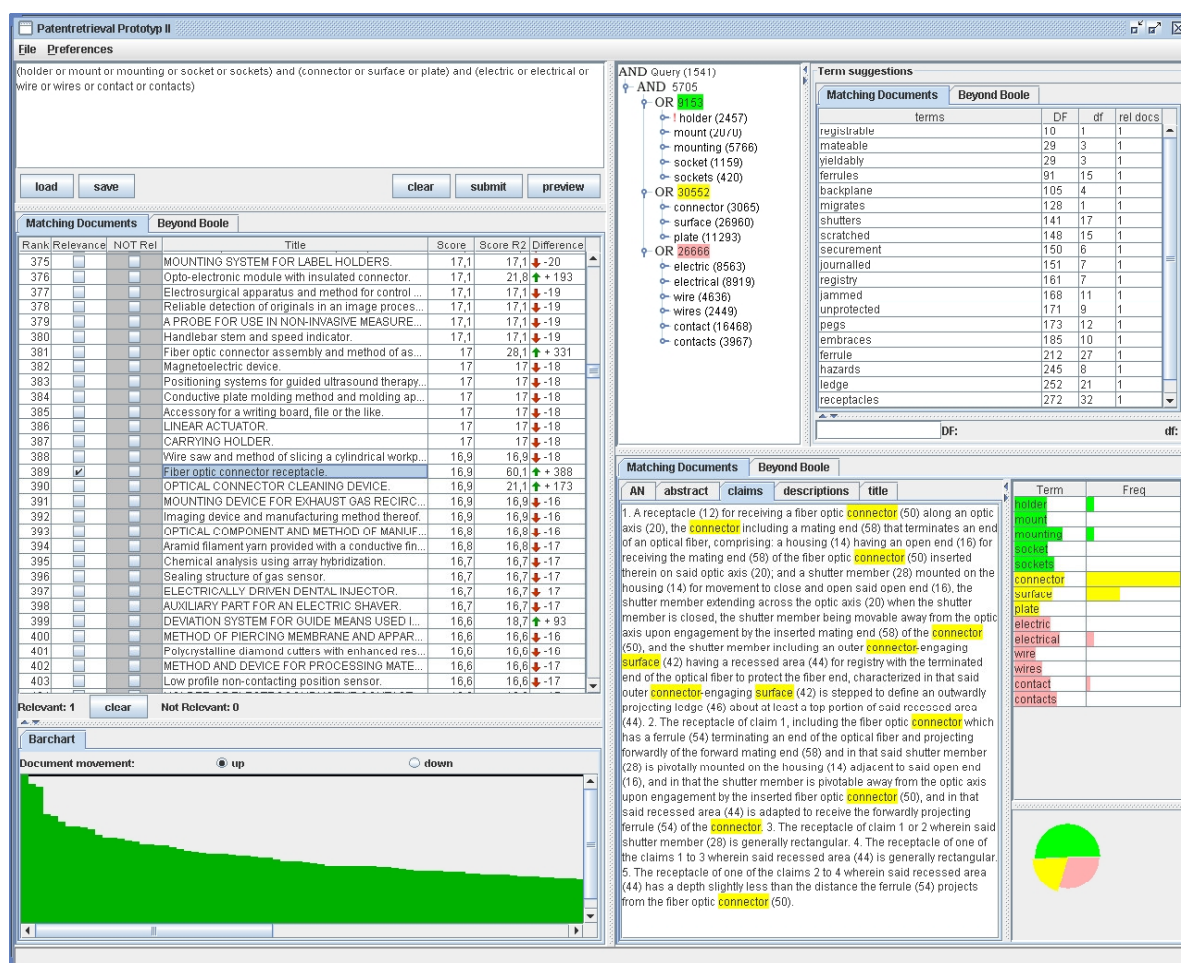 Patentretrieval Prototyp II
File Preferences
(holder or mount or mounting or socket or sockets) and (connector or surface or plate) and (electric or electrical or
wire or wires or contact or contacts)
load save clear submit preview
Matching Documents Beyond Boole
Rank Relevance NOT Rel Title Score Score R2 Difference
375 MOUNTING SYSTEM FOR LABEL HOLDERS. 17,1 17,1 -20
376 Opto-electronic module with insulated connector. 17,1 21,8 + 193
377 Electrosurgical apparatus and method for control ... 17,1 17,1 -19
378 Reliable detection of originals in an image proces... 17,1 17,1 -19
379 A PROBE FOR USE IN NON-INVASIVE MEASURE... 17,1 17,1 -19
380 Handlebar stem and speed indicator. 17,1 17,1 -19
381 Fiber optic connector assembly and method of as... 17 28,1 + 331
382 Magnetoelectric device. 17 17 -18
383 Positioning systems for guided ultrasound therapy... 17 17 -18
384 Conductive plate molding method and molding ap... 17 17 -18
385 Accessory for a writing board, file or the like. 17 17 -18
386 LINEAR ACTUATOR. 17 17 -18
387 CARRYING HOLDER. 17 17 -18
388 Wire saw and method of slicing a cylindrical workp... 16,9 16,9 -18
389 Fiber optic connector receptacle. 16,9 60,1 + 388
390 OPTICAL CONNECTOR CLEANING DEVICE. 16,9 21,1 + 173
391 MOUNTING DEVICE FOR EXHAUST GAS RECIRC... 16,9 16,9 -16
392 Imaging device and manufacturing method thereof. 16,9 16,9 -16
393 OPTICAL COMPONENT AND METHOD OF MANUF... 16,8 16,8 -16
394 Aramid filament yarn provided with a conductive fin... 16,8 16,8 -17
395 Chemical analysis using array hybridization. 16,7 16,7 -17
396 Sealing structure of gas sensor. 16,7 16,7 -17
397 ELECTRICALLY DRIVEN DENTAL INJECTOR. 16,7 16,7 -17
398 AUXILIARY PART FOR AN ELECTRIC SHAVER. 16,6 16,6 -17
399 DEVIATION SYSTEM FOR GUIDE MEANS USED I... 16,6 18,7 + 93
400 METHOD OF PIERCING MEMBRANE AND APPAR... 16,6 16,6 -16
401 Polycrystalline diamond cutters with enhanced res... 16,6 16,6 -16
402 METHOD AND DEVICE FOR PROCESSING MATE... 16,6 16,6 -17
403 Low profile non-contacting position sensor. 16,6 16,6 -17
Relevant: 1 clear Not Relevant: 0
Barchart
Document movement: up down
AND Query (1541)
AND 5705
OR 9153
! holder (2457)
mount (2070)
mounting (5766)
socket (1159)
sockets (420)
OR 30552
connector (3065)
surface (26960)
plate (11293)
OR 26666
electric (8563)
electrical (8919)
wire (4636)
wires (2449)
contact (16468)
contacts (3967)
Term suggestions
Matching Documents Beyond Boole
terms DF df rel docs
registrable 10 1 1
mateable 29 3 1
yieldably 29 3 1
ferrules 91 15 1
backplane 105 4 1
migrates 128 1 1
shutters 141 17 1
scratched 148 15 1
securement 150 6 1
journalled 151 7 1
registry 161 7 1
jammed 168 11 1
unprotected 171 9 1
pegs 173 12 1
embraces 185 10 1
ferrule 212 27 1
hazards 245 8 1
ledge 252 21 1
receptacles 272 32 1
DF: df:
Matching Documents Beyond Boole
AN abstract claims descriptions title
1. A receptacle (12) for receiving a fiber optic connector (50) along an optic
axis (20), the connector including a mating end (58) that terminates an end
of an optical fiber, comprising: a housing (14) having an open end (16) for
receiving the mating end (58) of the fiber optic connector (50) inserted
therein on said optic axis (20); and a shutter member (28) mounted on the
housing (14) for movement to close and open said open end (16), the
shutter member extending across the optic axis (20) when the shutter
member is closed, the shutter member being movable away from the optic
axis upon engagement by the inserted mating end (58) of the connector
(50), and the shutter member including an outer connector-engaging
surface (42) having a recessed area (44) for registry with the terminated
end of the optical fiber to protect the fiber end, characterized in that said
outer connector-engaging surface (42) is stepped to define an outwardly
projecting ledge (46) about at least a top portion of said recessed area
(44). 2. The receptacle of claim 1, including the fiber optic connector which
has a ferrule (54) terminating an end of the optical fiber and projecting
forwardly of the forward mating end (58) and in that said shutter member
(28) is pivotally mounted on the housing (14) adjacent to said open end
(16), and in that the shutter member is pivotable away from the optic axis
upon engagement by the inserted fiber optic connector (50), and in that
said recessed area (44) is adapted to receive the forwardly projecting
ferrule (54) of the connector. 3. The receptacle of claim 1 or 2 wherein said
shutter member (28) is generally rectangular. 4. The receptacle of one of
the claims 1 to 3 wherein said recessed area (44) is generally rectangular.
5. The receptacle of one of the claims 2 to 4 wherein said recessed area
(44) has a depth slightly less than the distance the ferrule (54) projects
from the fiber optic connector (50).
Term Freq
holder
mount
mounting
socket
sockets
connector
surface
plate
electric
electrical
wire
wires
contact
contacts